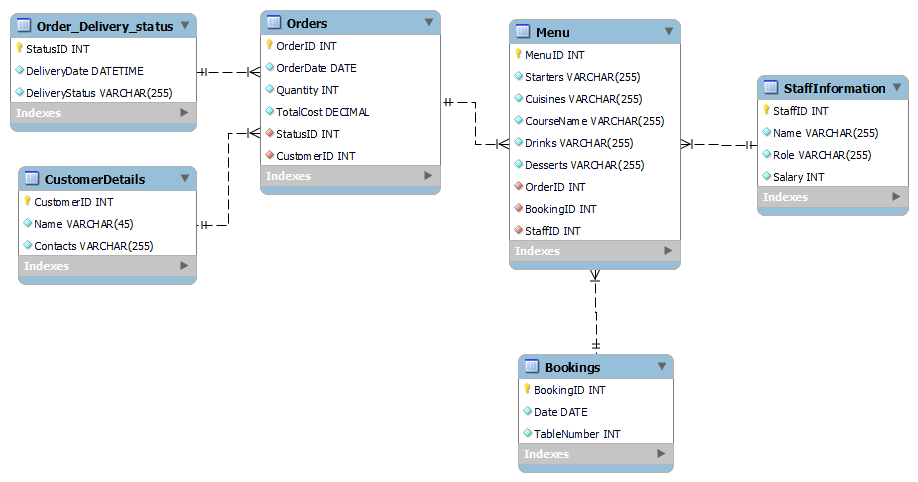 Order_Delivery_status
StatusID INT
DeliveryDate DATETIME
DeliveryStatus VARCHAR(255)
Indexes
CustomerDetails
CustomerID INT
Name VARCHAR(45)
Contacts VARCHAR(255)
Indexes
Orders
OrderID INT
OrderDate DATE
Quantity INT
TotalCost DECIMAL
StatusID INT
CustomerID INT
Indexes
Menu
MenuID INT
Starters VARCHAR(255)
Cuisines VARCHAR(255)
CourseName VARCHAR(255)
Drinks VARCHAR(255)
Desserts VARCHAR(255)
OrderID INT
BookingID INT
StaffID INT
Indexes
StaffInformation
StaffID INT
Name VARCHAR(255)
Role VARCHAR(255)
Salary INT
Indexes
Bookings
BookingID INT
Date DATE
TableNumber INT
Indexes